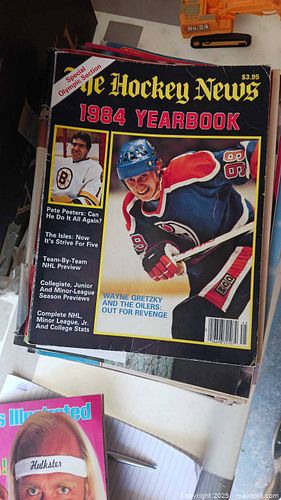 No. 24
Special
Olympic Section
The Hockey News
$3.95
1984 YEARBOOK
99
Pete Peeters: Can
He Do It All Again?
The Isles: Now
It's Strive For Five
Team-By-Team
NHL Preview
Collegiate, Junior
And Minor-League
Season Previews
Complete NHL,
Minor League, Jr.
And College Stats
WAYNE GRETZKY
AND THE OILERS:
OUT FOR REVENGE
s Illustrated
Hulkster
Copyright©2025 maxsold.com